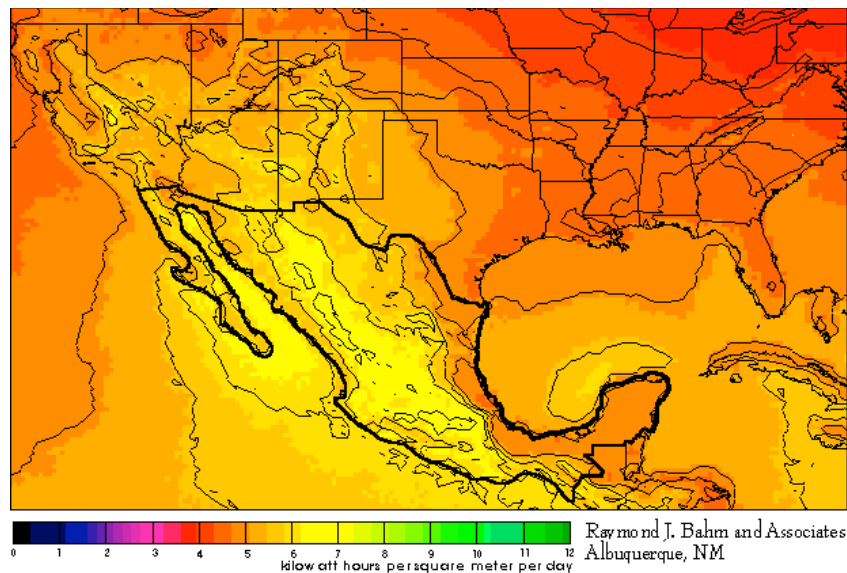 0 1 2 3 4 5 6 7 8 9 10 11 12
kilowatt hours per square meter per day
Raymond J. Bahm and Associates
Albuquerque, NM